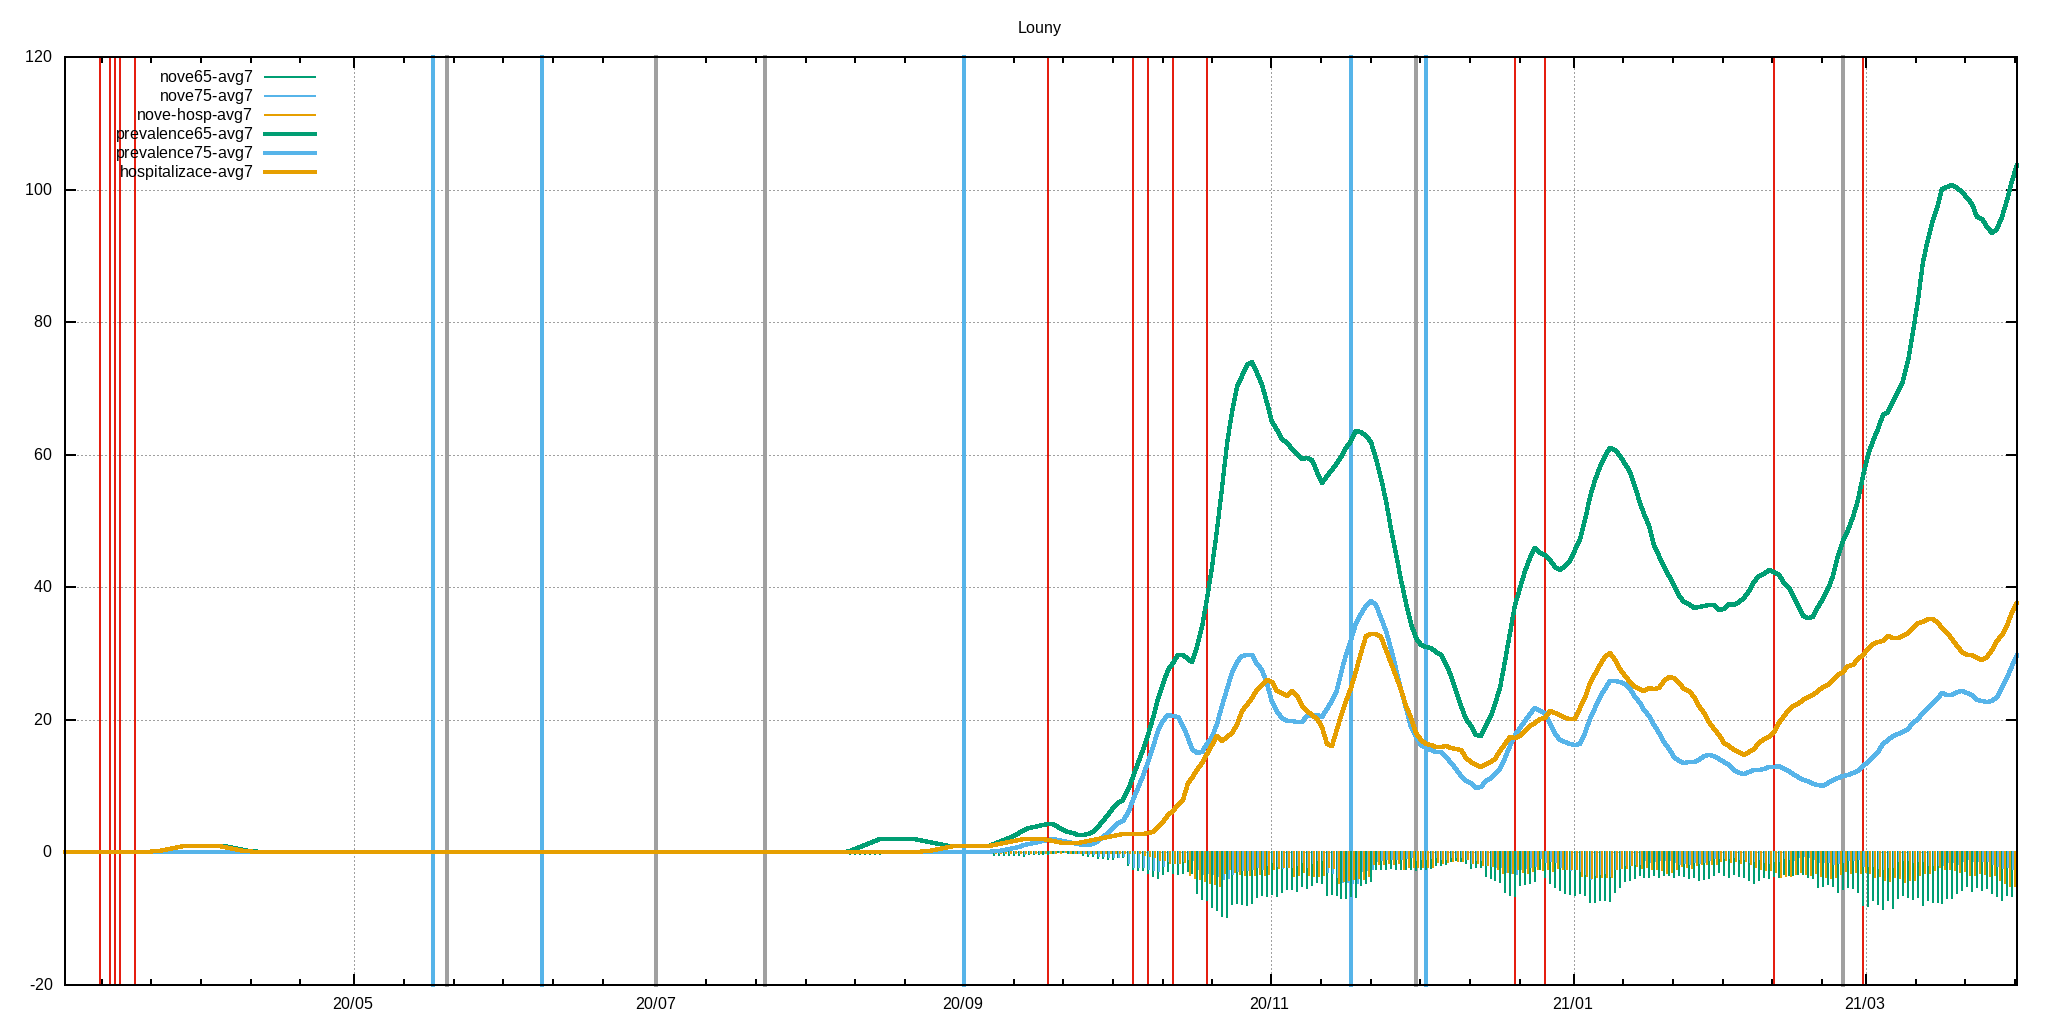 Louny
120
nove65-avg7
nove75-avg7
nove-hosp-avg7
prevalence65-avg7
prevalence75-avg7
hospitalizace-avg7
100
80
60
40
20
0
-20
20/05 20/07 20/09 20/11 21/01 21/03